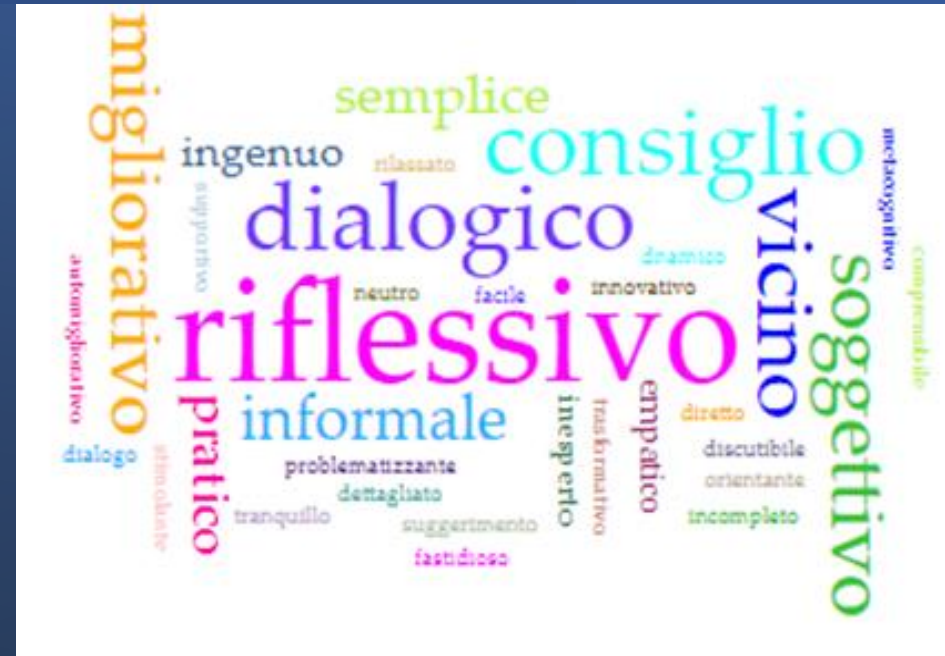 migliorativo
semplice
consiglio
ingenuo
rilassato
metacognitivo
supportivo
dialogico
vicino
dinamico
soggettivo
comprensibile
automigliorativo
neutro
facile
innovativo
riflessivo
pratico
informale
inesperto
trasformativo
empatico
diretto
dialogo
stimolante
problematizzante
discutibile
dettagliato
orientante
tranquillo
suggerimento
incompleto
fastidioso